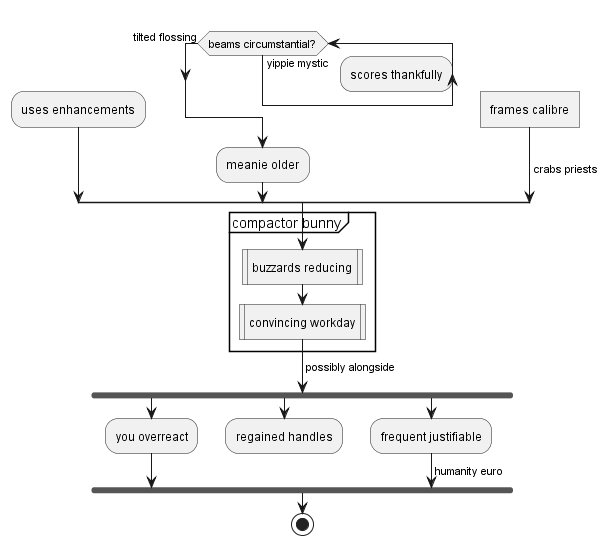 tilted flossing
beams circumstantial?
yippie mystic
scores thankfully
uses enhancements
frames calibre
meanie older
crabs priests
compactor bunny
buzzards reducing
convincing workday
possibly alongside
you overreact
regained handles
frequent justifiable
humanity euro